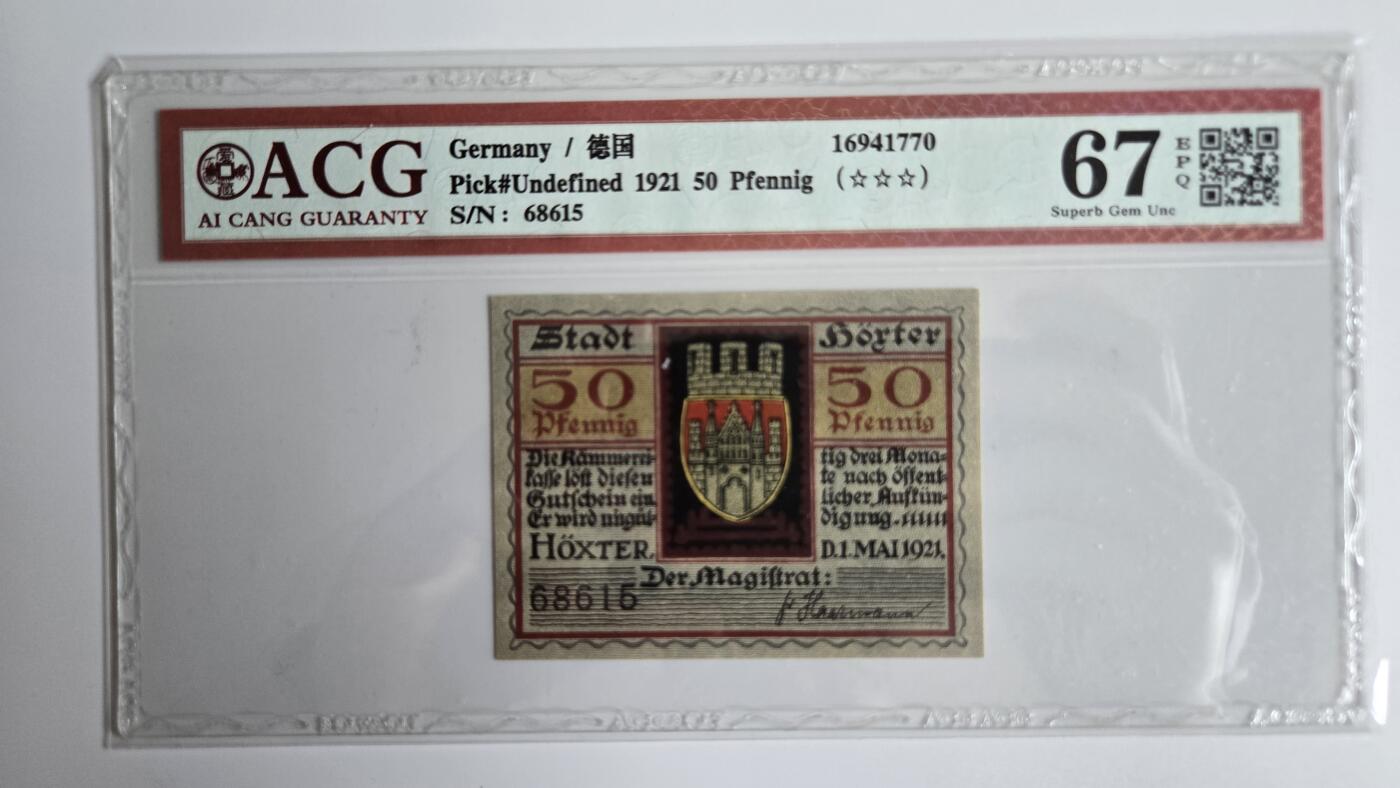 ACG
AI CANG GUARANTY
Germany / 德国
Pick#Undefined 1921 50 Pfennig
S/N: 68615
16941770
(☆☆☆)
67
EPQ
Superb Gem Unc
Stadt Höxter
50 50
Pfennig Pfennig
Die Kämmerei-
kasse löst diesen
Gutschein ein.
Er wird ungül-
tig drei Mona-
te nach öffent-
licher Aufkün-
digung.
HÖXTER, D.1.MAI 1921.
Der Magistrat:
68615